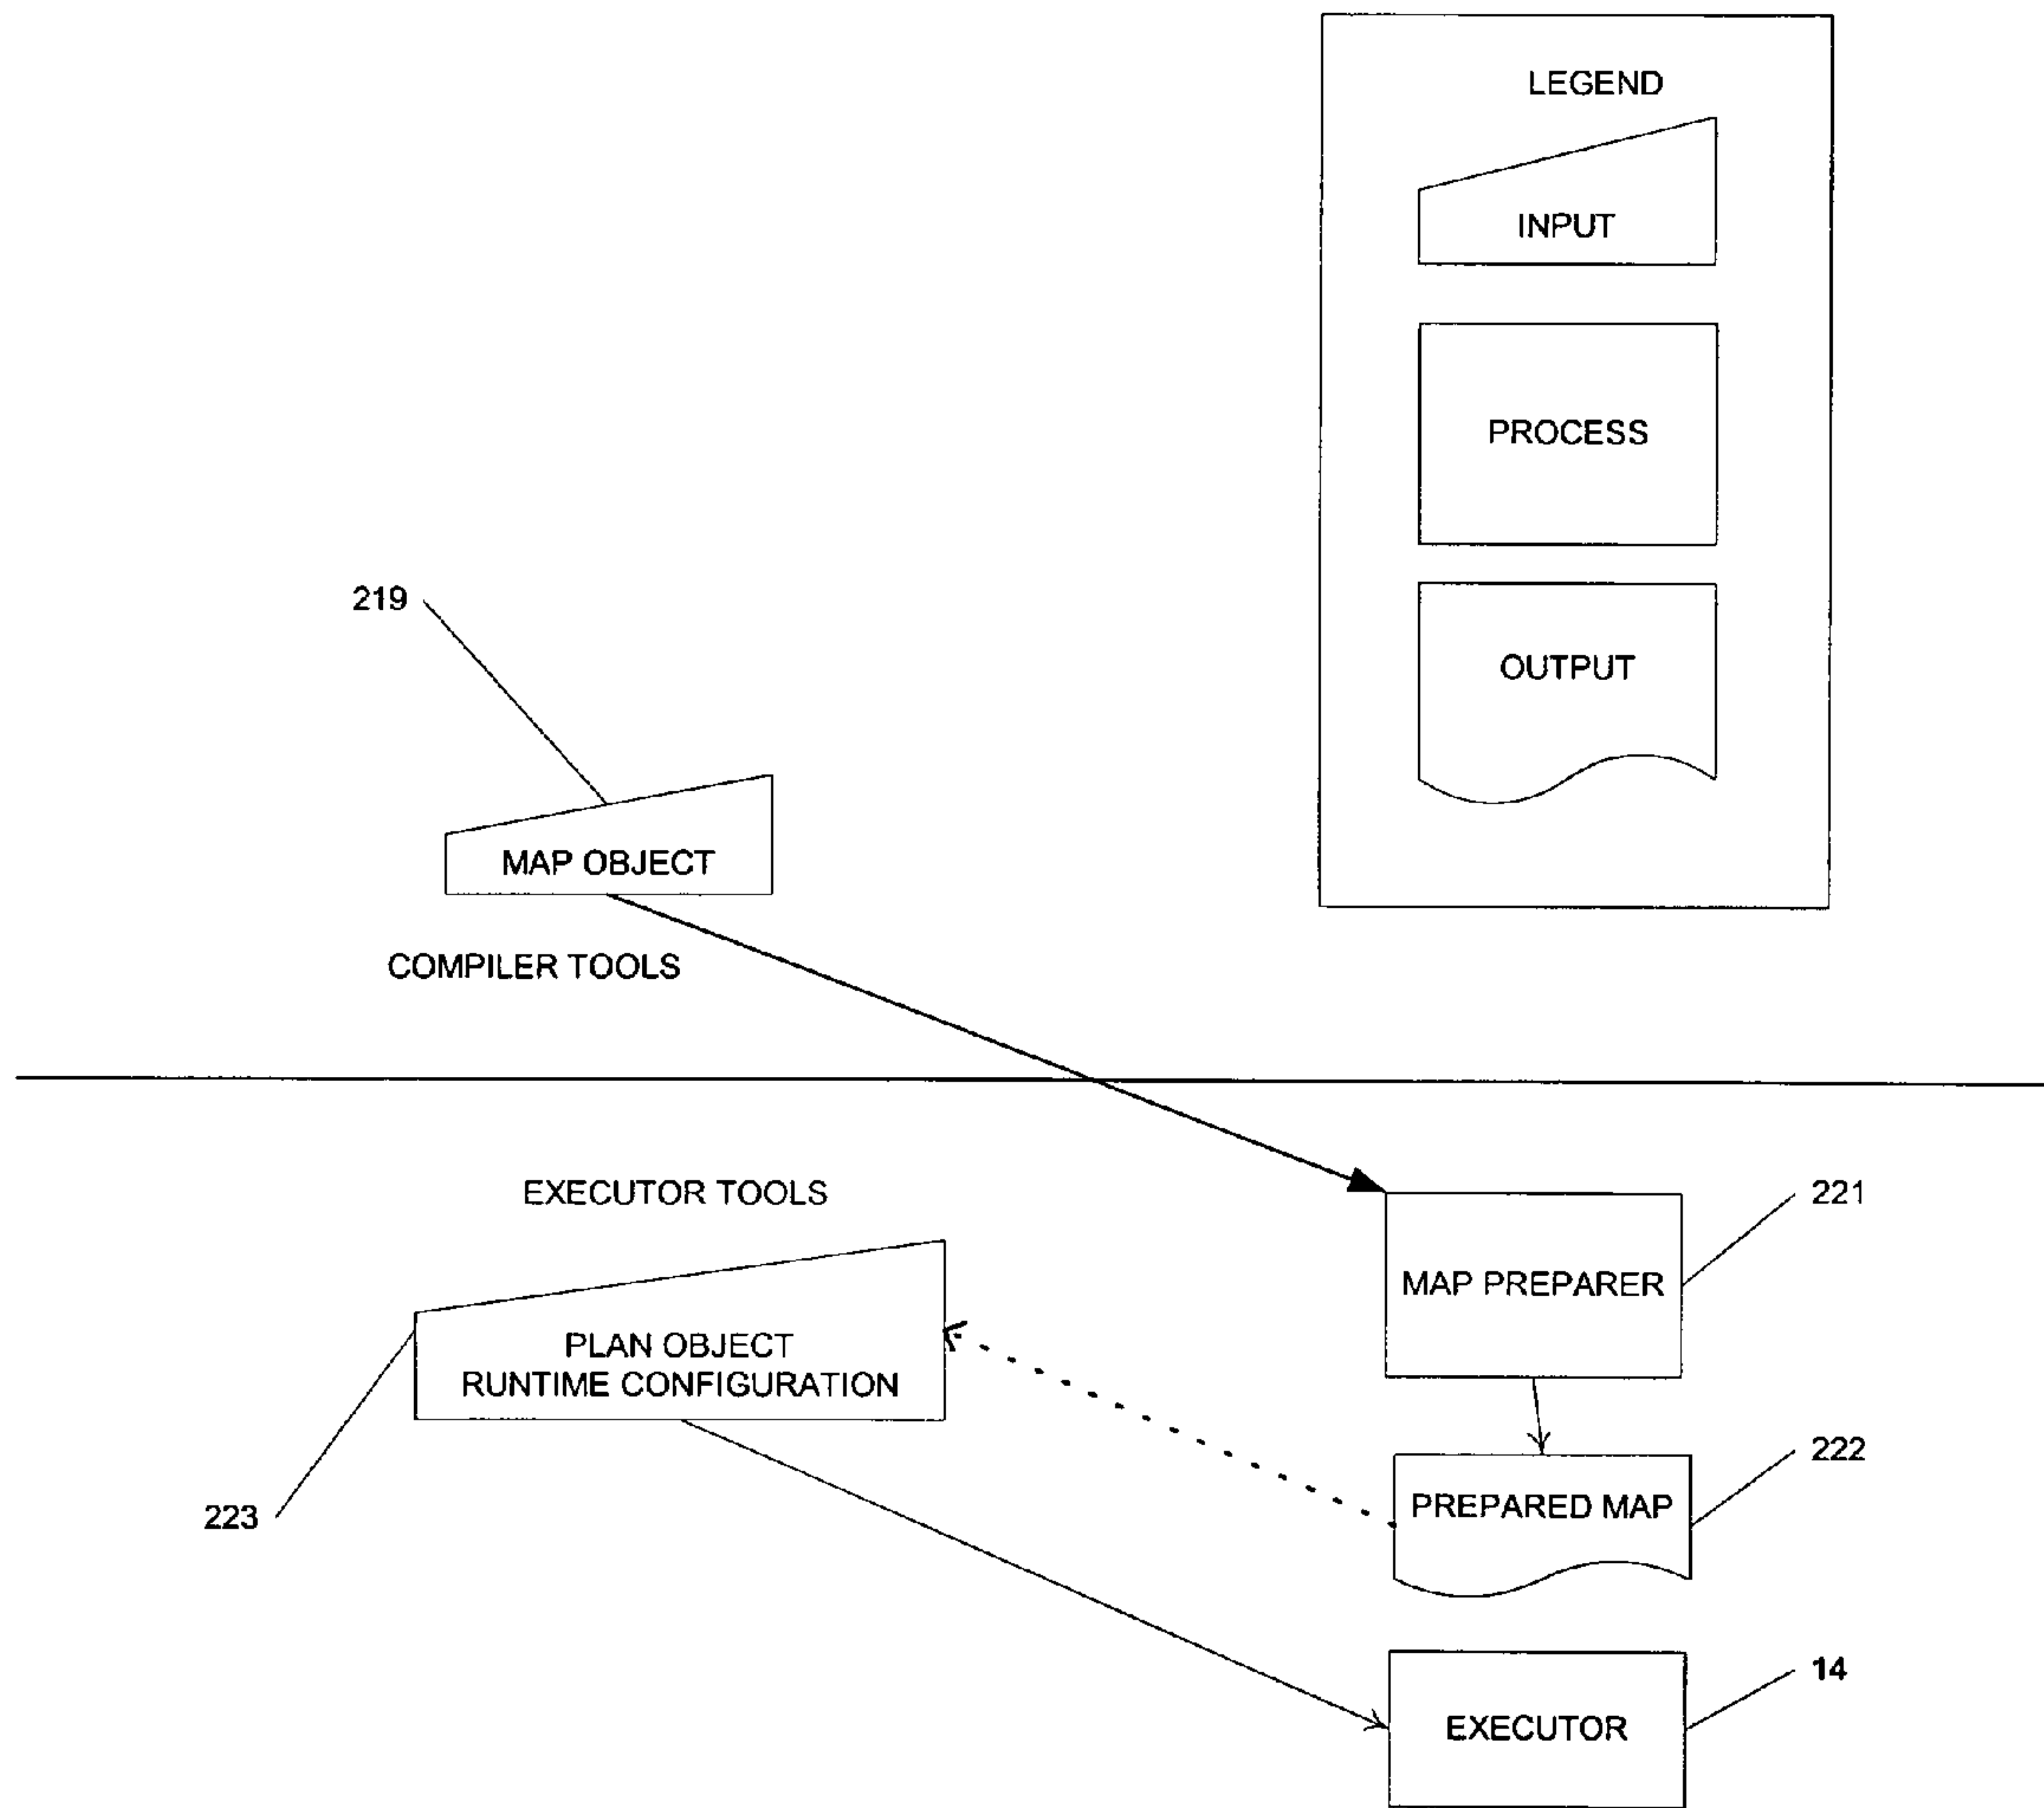 LEGEND
INPUT
PROCESS
219
OUTPUT
MAP OBJECT
COMPILER TOOLS
EXECUTOR TOOLS
221
MAP PREPARER
PLAN OBJECT
RUNTIME CONFIGURATION
222
PREPARED MAP
223
14
EXECUTOR